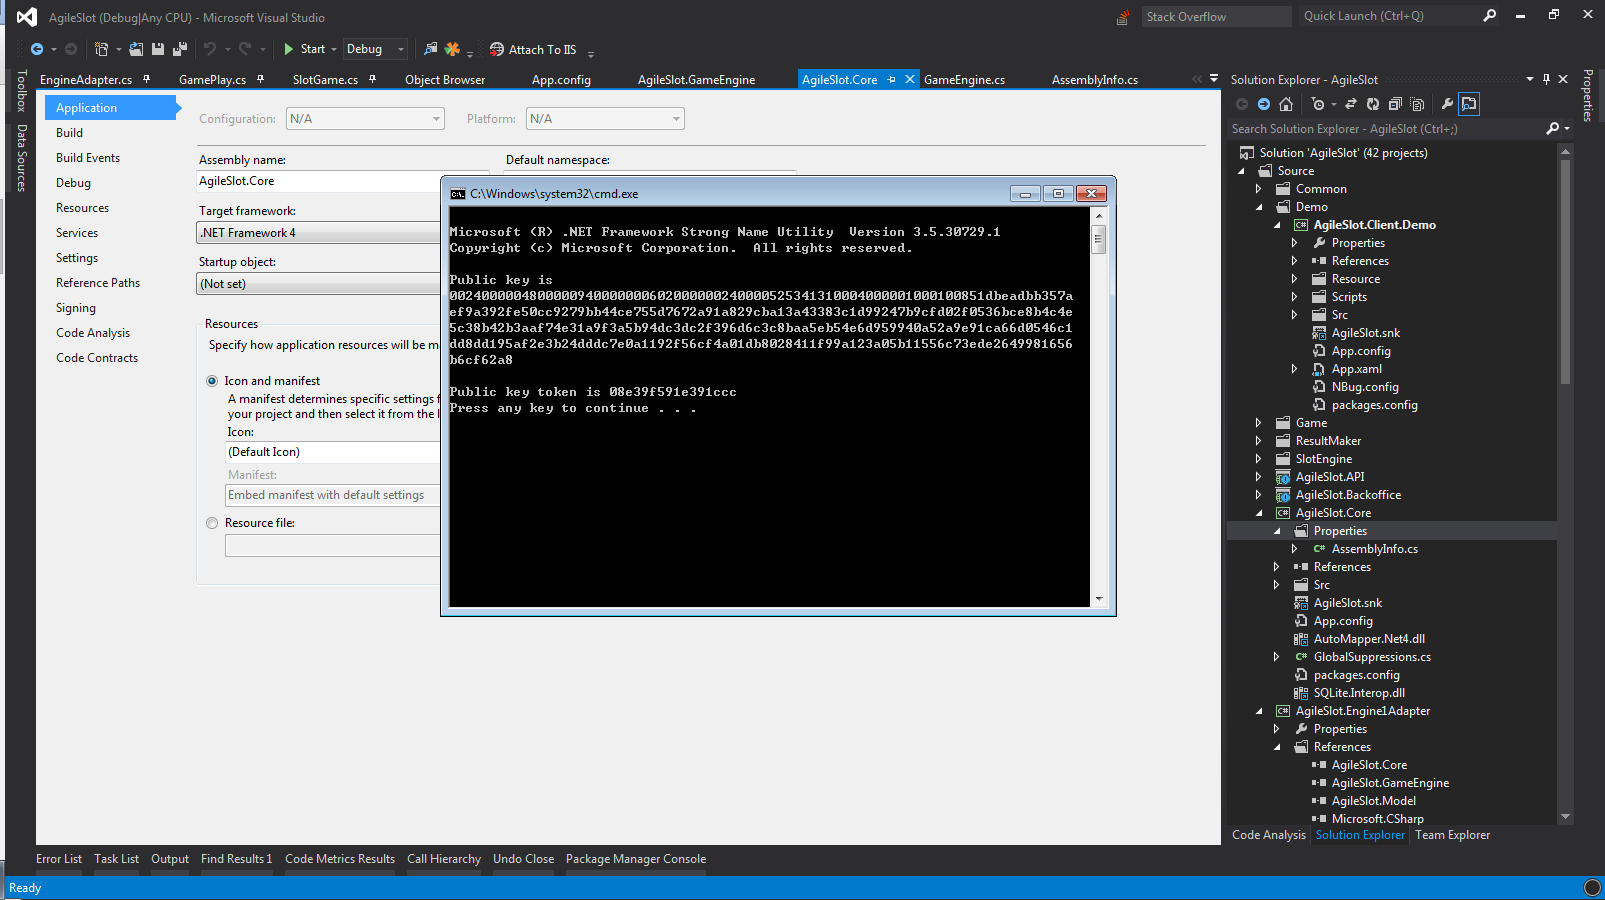 AgileSlot (Debug|Any CPU) - Microsoft Visual Studio
Stack Overflow
Quick Launch (Ctrl+Q)
Start
Debug
Attach To IIS
Toolbox
Data Sources
EngineAdapter.cs
GamePlay.cs
SlotGame.cs
Object Browser
App.config
AgileSlot.GameEngine
AgileSlot.Core
GameEngine.cs
AssemblyInfo.cs
Application
Build
Build Events
Debug
Resources
Services
Settings
Reference Paths
Signing
Code Analysis
Code Contracts
Configuration:
N/A
Platform:
N/A
Assembly name:
Default namespace:
AgileSlot.Core
Target framework:
.NET Framework 4
Startup object:
(Not set)
Resources
Specify how application resources will be m
Icon and manifest
A manifest determines specific settings f
your project and then select it from the l
Icon:
(Default Icon)
Manifest:
Embed manifest with default settings
Resource file:
C:\Windows\system32\cmd.exe
Microsoft (R) .NET Framework Strong Name Utility  Version 3.5.30729.1
Copyright (c) Microsoft Corporation.  All rights reserved.
Public key is
0024000004800000940000000602000000240000525341310004000001000100851dbeadbb357a
ef9a392fe50cc9279bb44ce755d7672a91a829cba13a43383c1d99247b9cfd02f0536bce8b4c4e
5c38b42b3aaf74e31a9f3a5b94dc3dc2f396d6c3c8baa5eb54e6d959940a52a9e91ca66d0546c1
dd8dd195af2e3b24dddc7e0a1192f56cf4a01db8028411f99a123a05b11556c73ede2649981656
b6cf62a8
Public key token is 08e39f591e391ccc
Press any key to continue . . .
Solution Explorer - AgileSlot
Search Solution Explorer - AgileSlot (Ctrl+;)
Solution 'AgileSlot' (42 projects)
Source
Common
Demo
AgileSlot.Client.Demo
Properties
References
Resource
Scripts
Src
AgileSlot.snk
App.config
App.xaml
NBug.config
packages.config
Game
ResultMaker
SlotEngine
AgileSlot.API
AgileSlot.Backoffice
AgileSlot.Core
Properties
AssemblyInfo.cs
References
Src
AgileSlot.snk
App.config
AutoMapper.Net4.dll
GlobalSuppressions.cs
packages.config
SQLite.Interop.dll
AgileSlot.Engine1Adapter
Properties
References
AgileSlot.Core
AgileSlot.GameEngine
AgileSlot.Model
Microsoft.CSharp
Code Analysis
Solution Explorer
Team Explorer
Properties
Error List
Task List
Output
Find Results 1
Code Metrics Results
Call Hierarchy
Undo Close
Package Manager Console
Ready